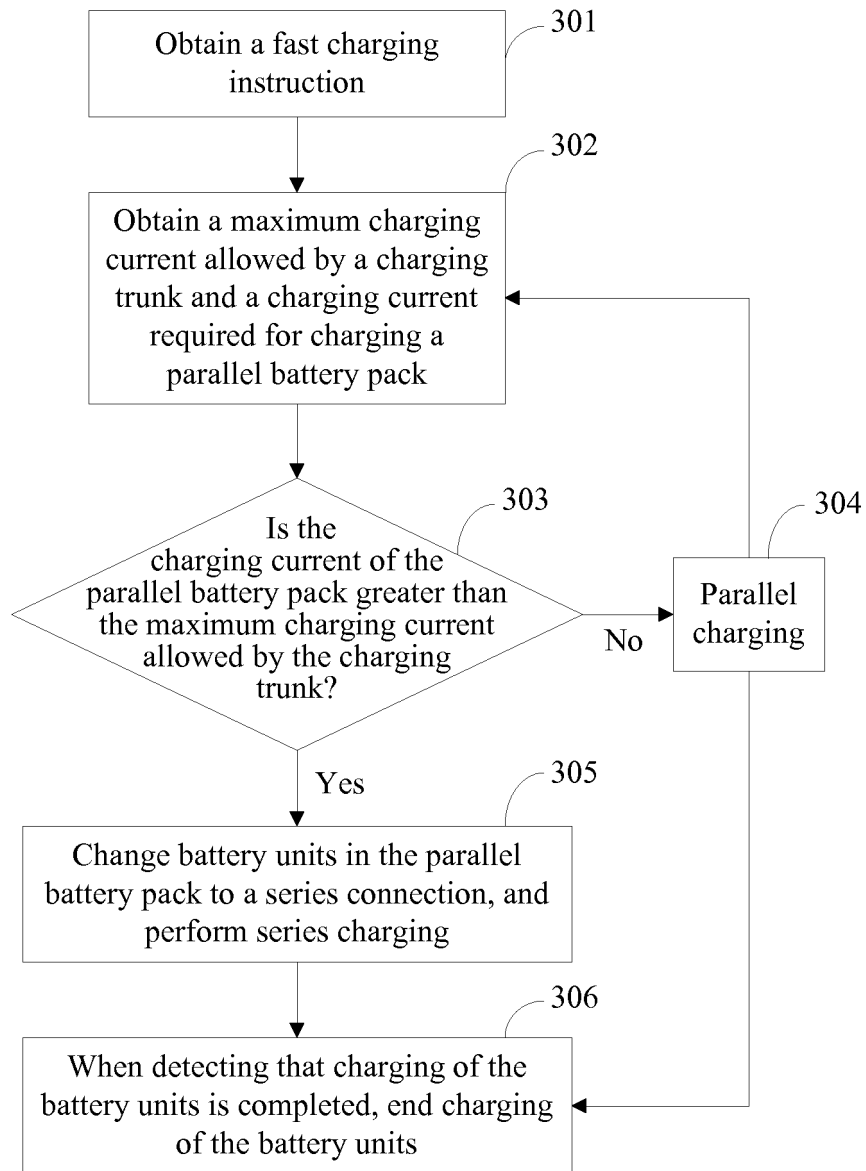 301
Obtain a fast charging
instruction
302
Obtain a maximum charging
current allowed by a charging
trunk and a charging current
required for charging a
parallel battery pack
303
Is the
charging current of the
parallel battery pack greater than
the maximum charging current
allowed by the charging
trunk?
No
304
Parallel
charging
Yes
305
Change battery units in the parallel
battery pack to a series connection, and
perform series charging
306
When detecting that charging of the
battery units is completed, end charging
of the battery units